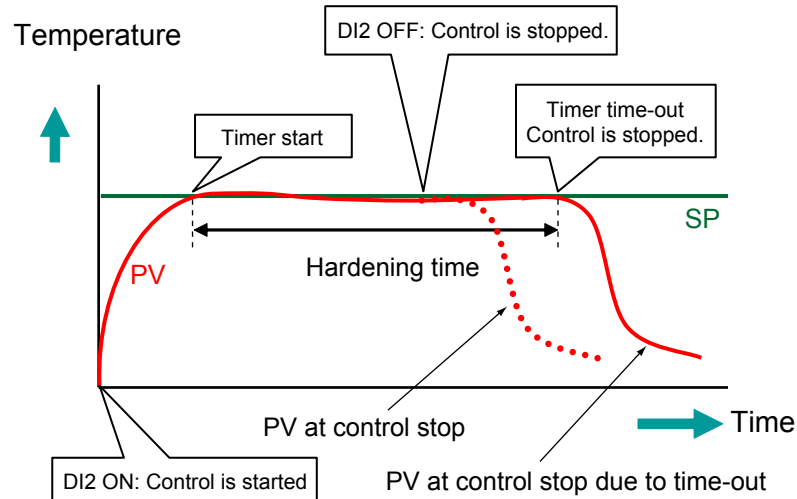 Temperature
DI2 OFF: Control is stopped.
Timer start
Timer time-out
Control is stopped.
SP
PV
Hardening time
PV at control stop
Time
DI2 ON: Control is started
PV at control stop due to time-out